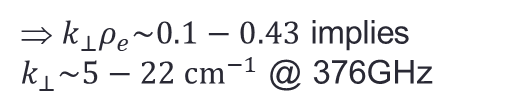 ⇒ k⊥ρₑ~0.1 − 0.43 implies
k⊥~5 − 22 cm⁻¹ @ 376GHz